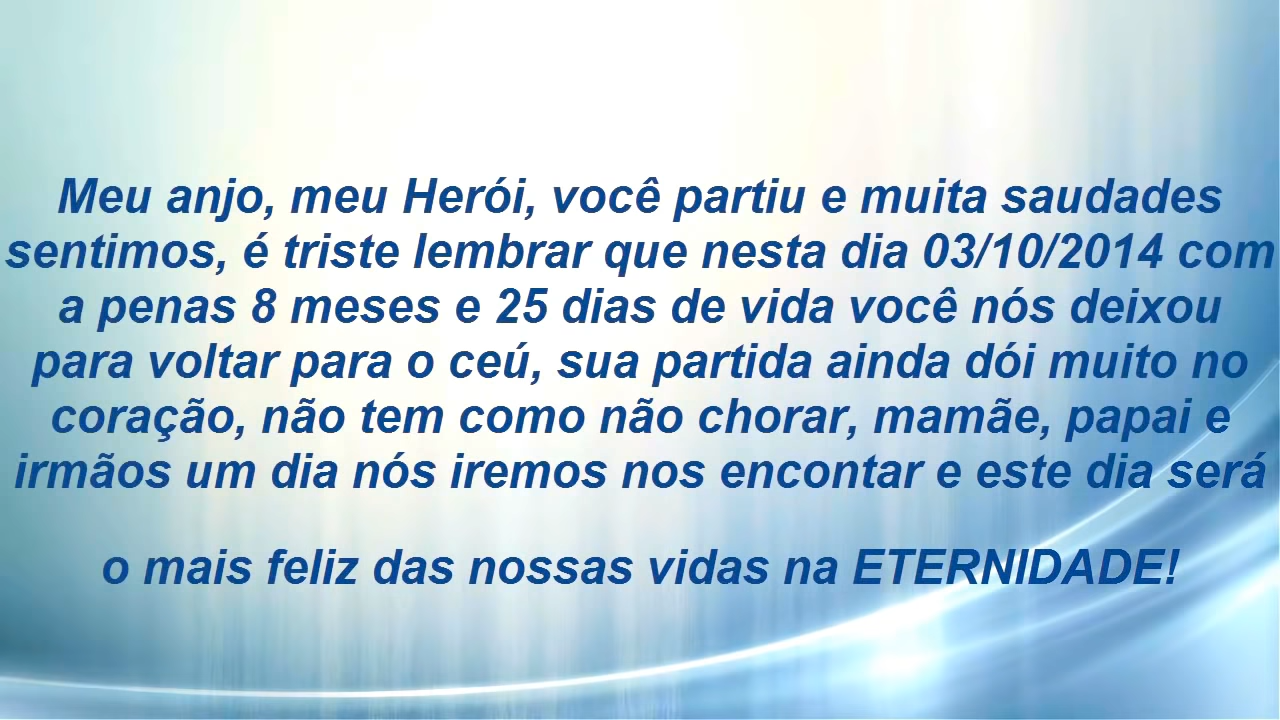 Meu anjo, meu Herói, você partiu e muita saudades
sentimos, é triste lembrar que nesta dia 03/10/2014 com
a penas 8 meses e 25 dias de vida você nós deixou
para voltar para o ceú, sua partida ainda dói muito no
coração, não tem como não chorar, mamãe, papai e
irmãos um dia nós iremos nos encontar e este dia será
o mais feliz das nossas vidas na ETERNIDADE!